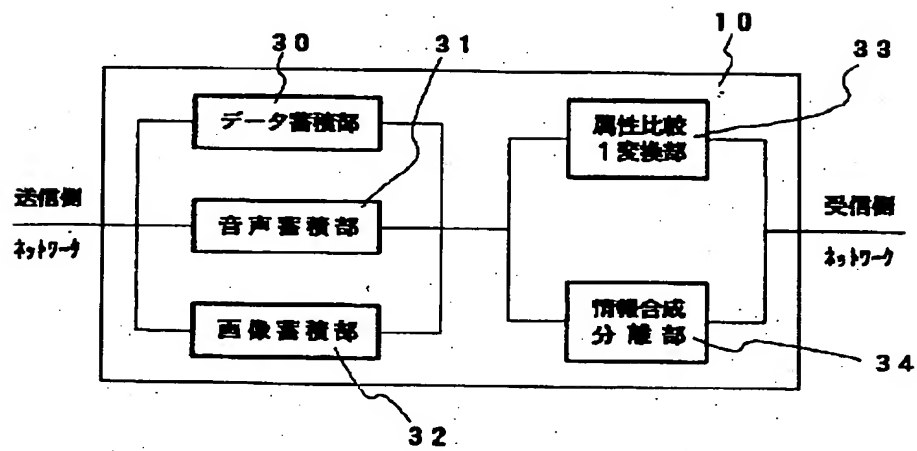 30
31
10
33
データ蓄積部
属性比較
1変換部
送信側
ネットワーク
音声蓄積部
受信側
ネットワーク
画像蓄積部
情報合成
分離部
34
32